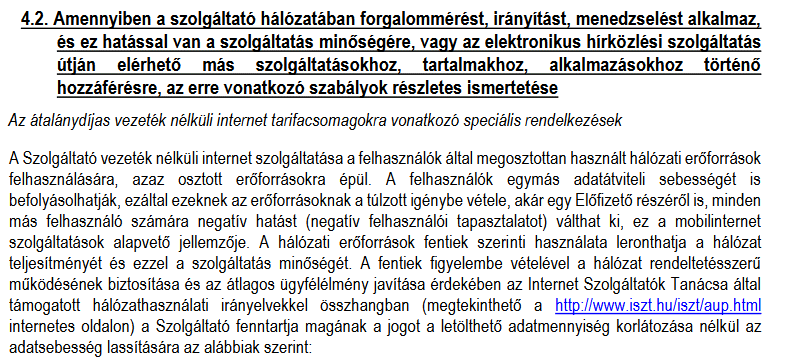 4.2. Amennyiben a szolgáltató hálózatában forgalommérést, irányítást, menedzselést alkalmaz,
és ez hatással van a szolgáltatás minőségére, vagy az elektronikus hírközlési szolgáltatás
útján elérhető más szolgáltatásokhoz, tartalmakhoz, alkalmazásokhoz történő
hozzáférésre, az erre vonatkozó szabályok részletes ismertetése
Az átalánydíjas vezeték nélküli internet tarifacsomagokra vonatkozó speciális rendelkezések
A Szolgáltató vezeték nélküli internet szolgáltatása a felhasználók által megosztottan használt hálózati erőforrások
felhasználására, azaz osztott erőforrásokra épül. A felhasználók egymás adatátviteli sebességét is
befolyásolhatják, ezáltal ezeknek az erőforrásoknak a túlzott igénybe vétele, akár egy Előfizető részéről is, minden
más felhasználó számára negatív hatást (negatív felhasználói tapasztalatot) válthat ki, ez a mobilinternet
szolgáltatások alapvető jellemzője. A hálózati erőforrások fentiek szerinti használata leronthatja a hálózat
teljesítményét és ezzel a szolgáltatás minőségét. A fentiek figyelembe vételével a hálózat rendeltetésszerű
működésének biztosítása és az átlagos ügyfélélmény javítása érdekében az Internet Szolgáltatók Tanácsa által
támogatott hálózathasználati irányelvekkel összhangban (megtekinthető a http://www.iszt.hu/iszt/aup.html
internetes oldalon) a Szolgáltató fenntartja magának a jogot a letölthető adatmennyiség korlátozása nélkül az
adatsebesség lassítására az alábbiak szerint: